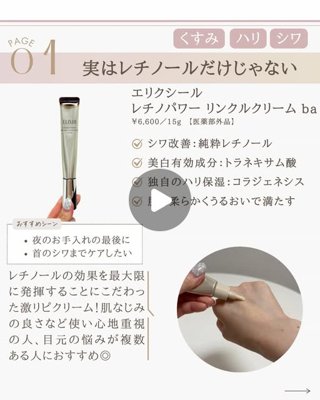 くすみ ハリ シワ
PAGE
01 実はレチノールだけじゃない
エリクシール
レチノパワー リンクルクリーム ba
¥6,600／15g 【医薬部外品】
ELIXIR
シワ改善：純粋レチノール
美白有効成分：トラネキサム酸
独自のハリ保湿：コラジェネシス
柔らかくうるおいで満たす
おすすめシーン
• 夜のお手入れの最後に
• 首のシワまでケアしたい
レチノールの効果を最大限
に発揮することにこだわっ
た激リピクリーム！肌なじみ
の良さなど使い心地重視
の人、目元の悩みが複数
ある人におすすめ◎